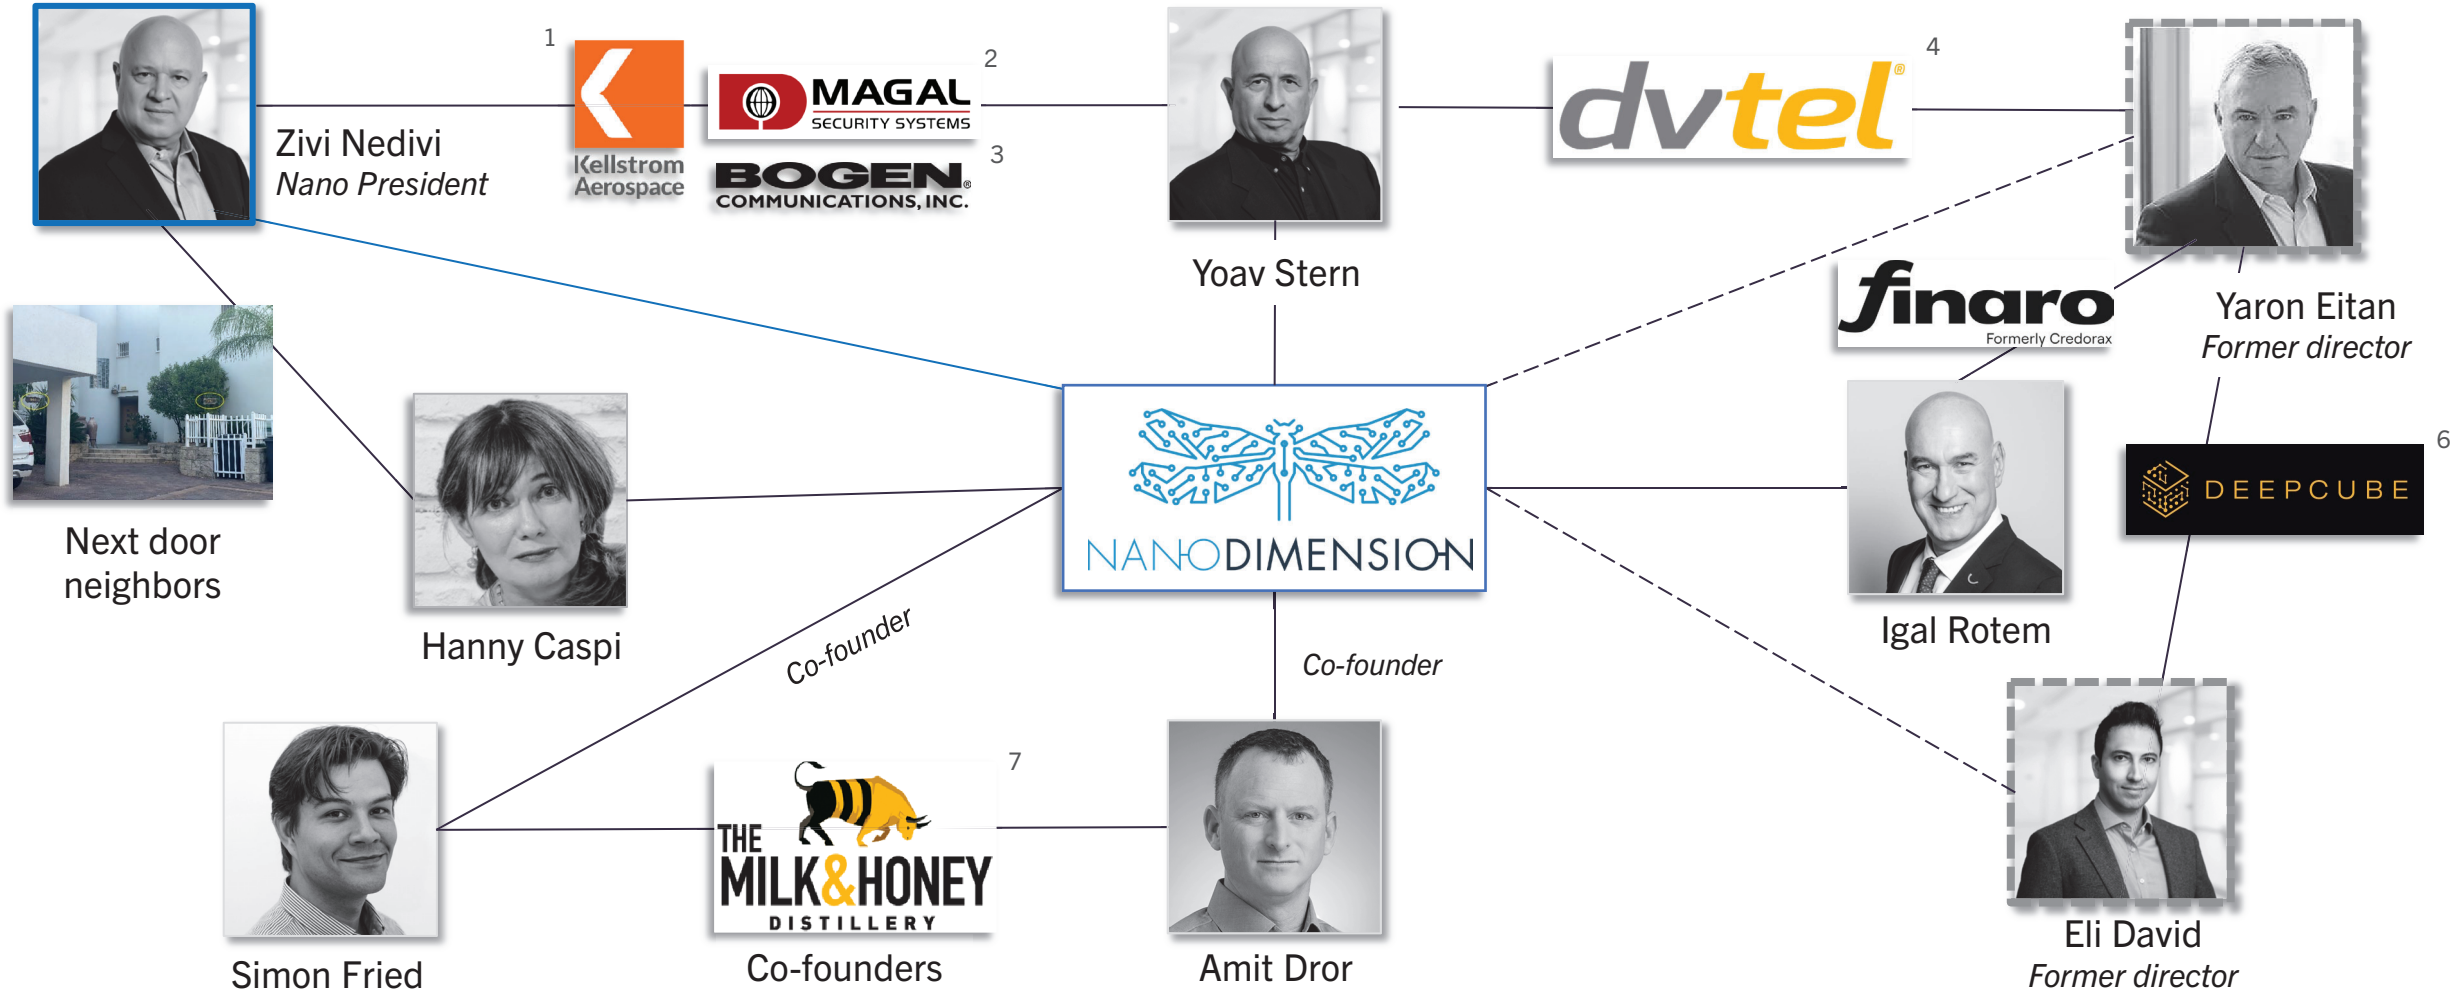 1
2
3
4
Zivi Nedivi
Nano President
Kellstrom
Aerospace
MAGAL
SECURITY SYSTEMS
BOGEN®
COMMUNICATIONS, INC.
dvtel®
Yoav Stern
finaro
Formerly Credorax
Yaron Eitan
Former director
6
DEEPCUBE
NANODIMENSION
Next door
neighbors
Hanny Caspi
Co-founder
Co-founder
Igal Rotem
7
THE
MILK&HONEY
DISTILLERY
Simon Fried
Co-founders
Amit Dror
Eli David
Former director